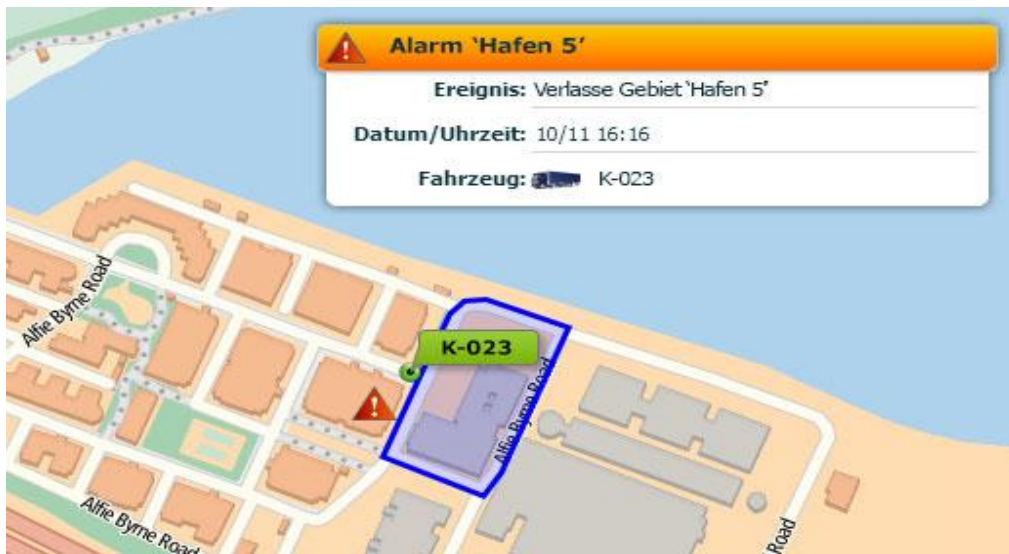 Alarm ‘Hafen 5’
Ereignis: Verlasse Gebiet ‘Hafen 5’
Datum/Uhrzeit: 10/11 16:16
Fahrzeug: K-023
Alfie Byrne Road
K-023
Alfie Byrne Road
Alfie Byrne Road
Road